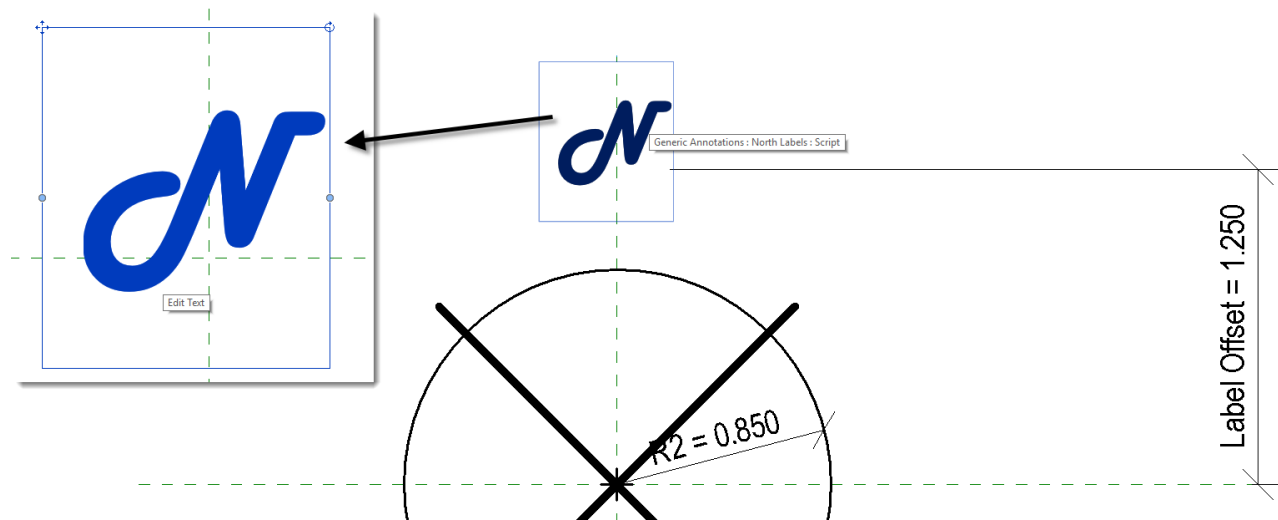 N
Edit Text
N
Generic Annotations : North Labels : Script
Label Offset = 1.250
R2 = 0.850